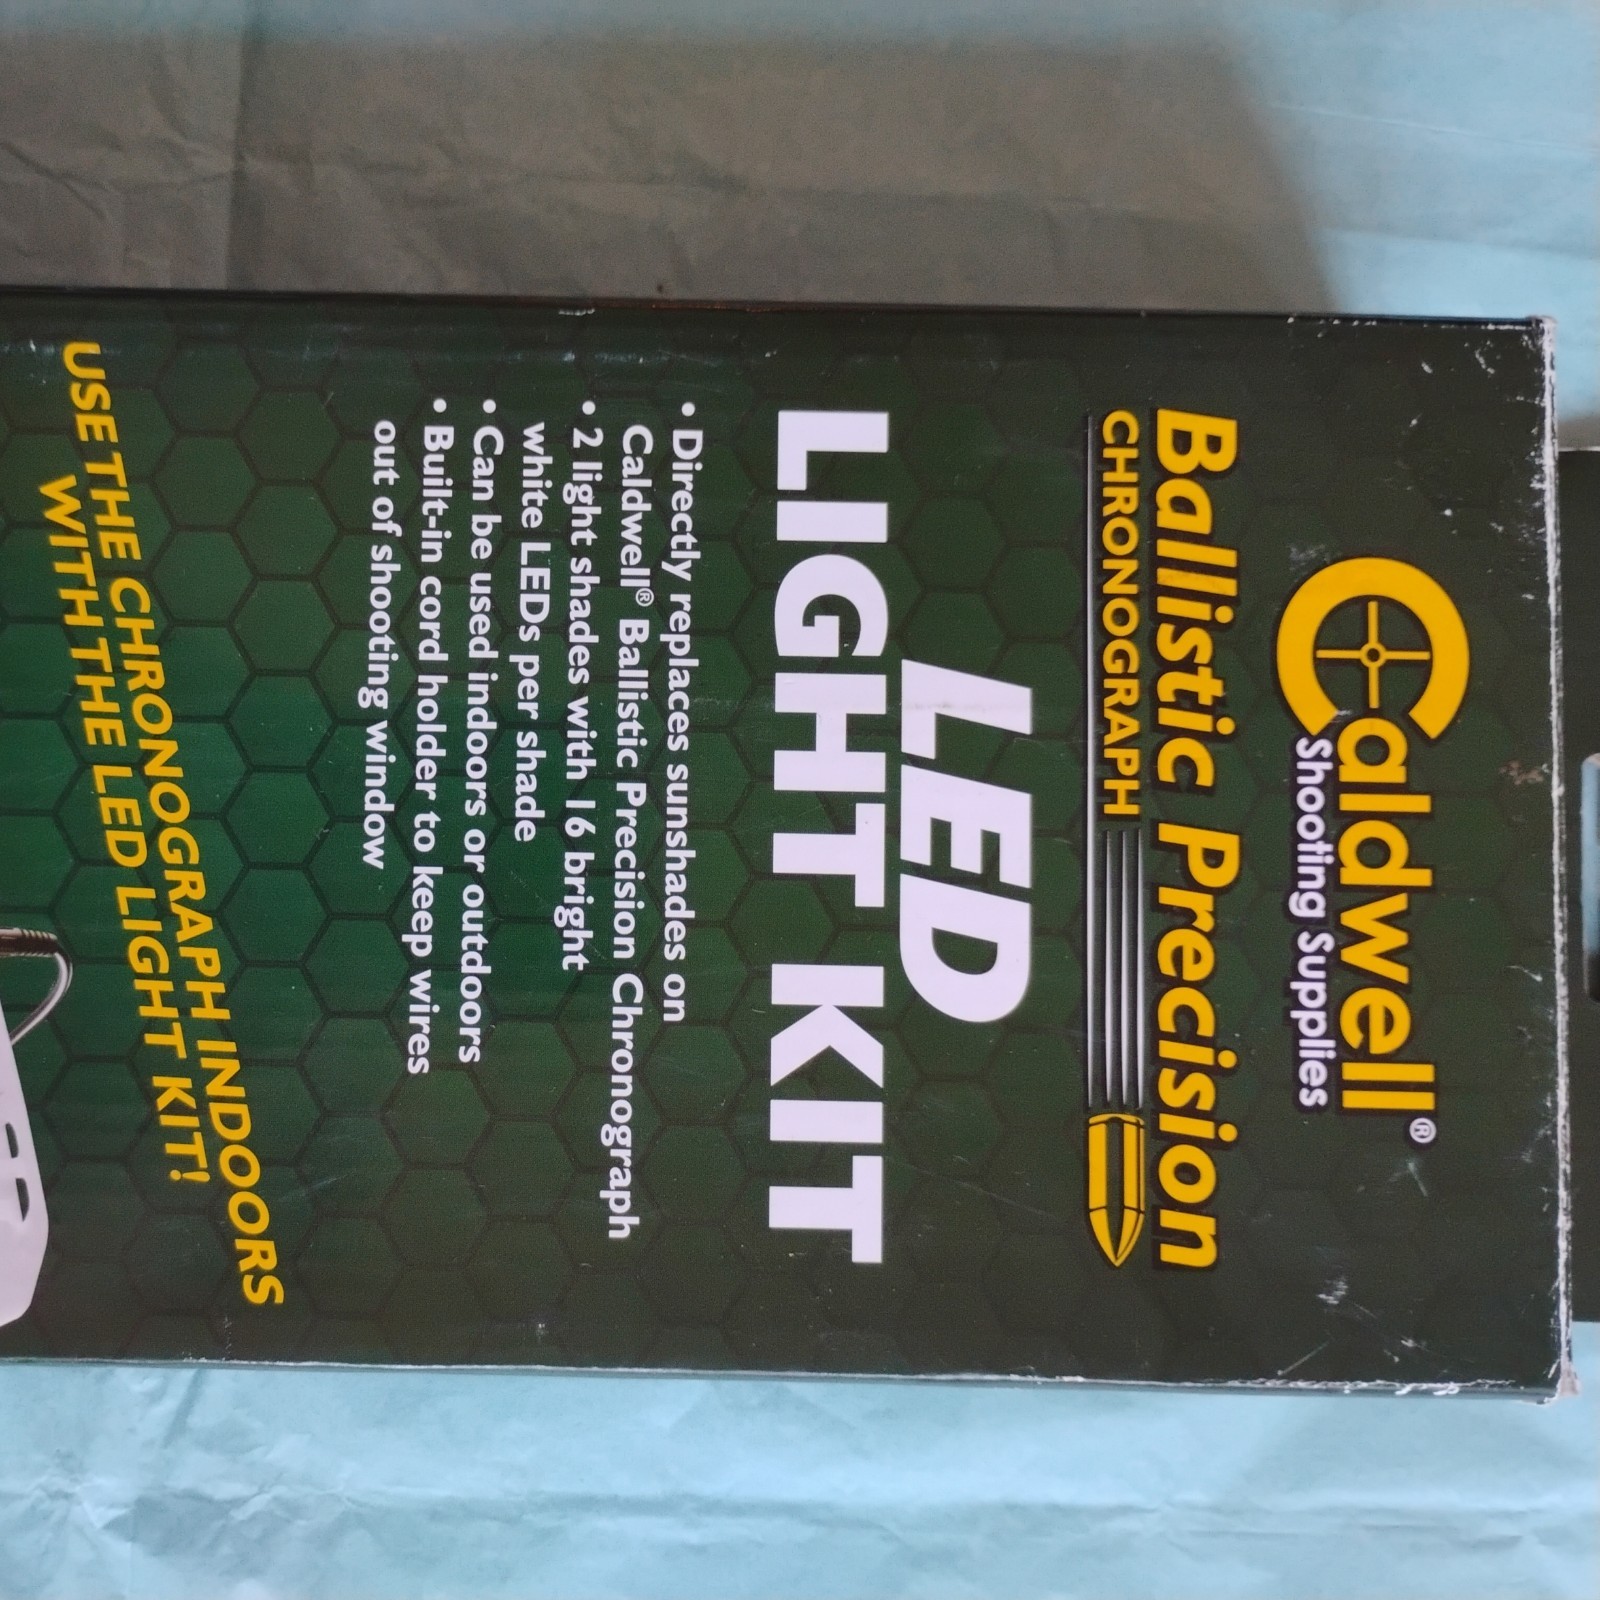 Caldwell®
Shooting Supplies
Ballistic Precision
CHRONOGRAPH
LED
LIGHT KIT
• Directly replaces sunshades on
Caldwell® Ballistic Precision Chronograph
• 2 light shades with 16 bright
white LEDs per shade
• Can be used indoors or outdoors
• Built-in cord holder to keep wires
out of shooting window
USE THE CHRONOGRAPH INDOORS
WITH THE LED LIGHT KIT!